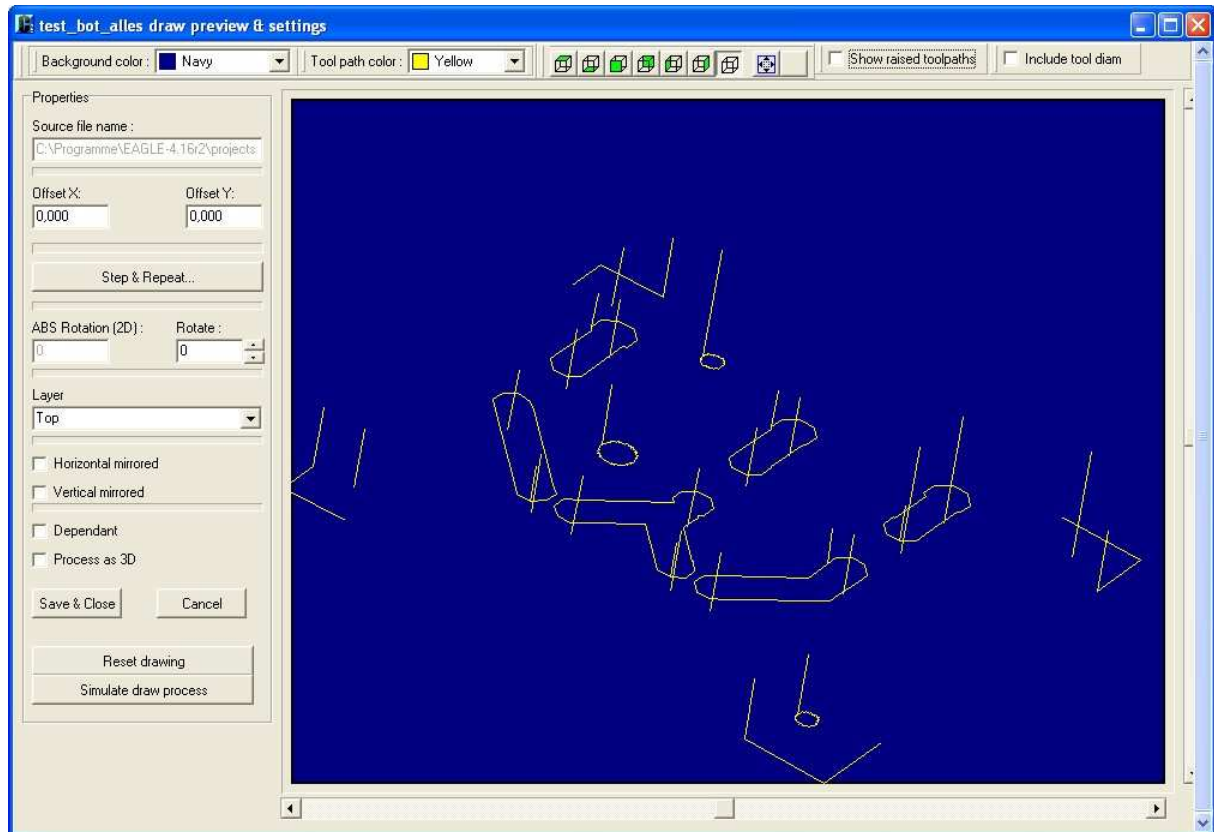 test_bot_alles draw preview & settings
Background color : Navy Tool path color : Yellow Show raised toolpaths Include tool diam
Properties
Source file name :
C:\Programme\EAGLE-4.16r2\projects
Offset X: Offset Y:
0,000 0,000
Step & Repeat...
ABS Rotation (2D) : Rotate :
0 0
Layer
Top
Horizontal mirrored
Vertical mirrored
Dependant
Process as 3D
Save & Close Cancel
Reset drawing
Simulate draw process